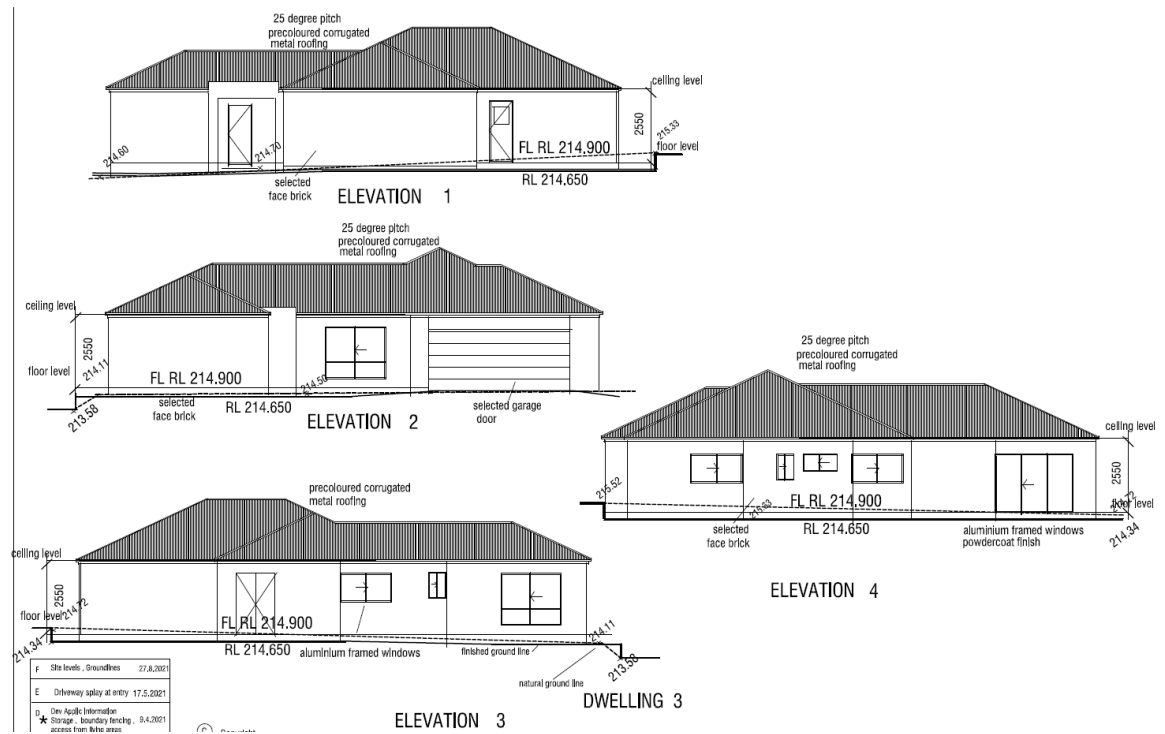 25 degree pitch
precoloured corrugated
metal roofing
ceiling level
2550
215.33
floor level
FL RL 214.900
214.60
214.70
selected
face brick
RL 214.650
ELEVATION 1
25 degree pitch
precoloured corrugated
metal roofing
ceiling level
2550
floor level
214.11
FL RL 214.900
214.50
213.58
selected
face brick
RL 214.650
selected garage
door
ELEVATION 2
25 degree pitch
precoloured corrugated
metal roofing
ceiling level
2550
215.52
FL RL 214.900
floor level
214.34
selected
face brick
RL 214.650
aluminium framed windows
powdercoat finish
ELEVATION 4
precoloured corrugated
metal roofing
ceiling level
2550
floor level
214.72
FL RL 214.900
214.34
RL 214.650
aluminium framed windows
finished ground line
214.11
213.58
natural ground line
DWELLING 3
ELEVATION 3
F Site levels , Groundlines 27.8.2021
E Driveway splay at entry 17.5.2021
D Dev Applic Information
Storage , boundary fencing , 9.4.2021
access from living areas
C Copyright